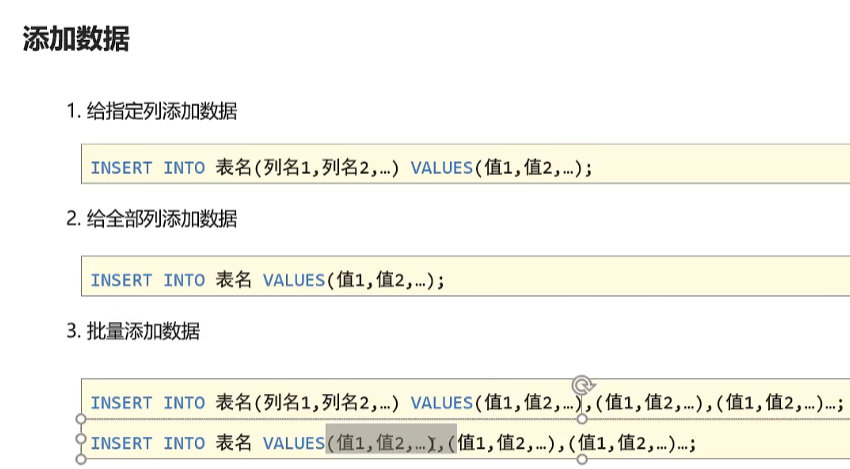 添加数据
1. 给指定列添加数据
INSERT INTO 表名(列名1,列名2,…) VALUES(值1,值2,…);
2. 给全部列添加数据
INSERT INTO 表名 VALUES(值1,值2,…);
3. 批量添加数据
INSERT INTO 表名(列名1,列名2,…) VALUES(值1,值2,…),(值1,值2,…),(值1,值2,…)…;
INSERT INTO 表名 VALUES(值1,值2,…),(值1,值2,…),(值1,值2,…)…;